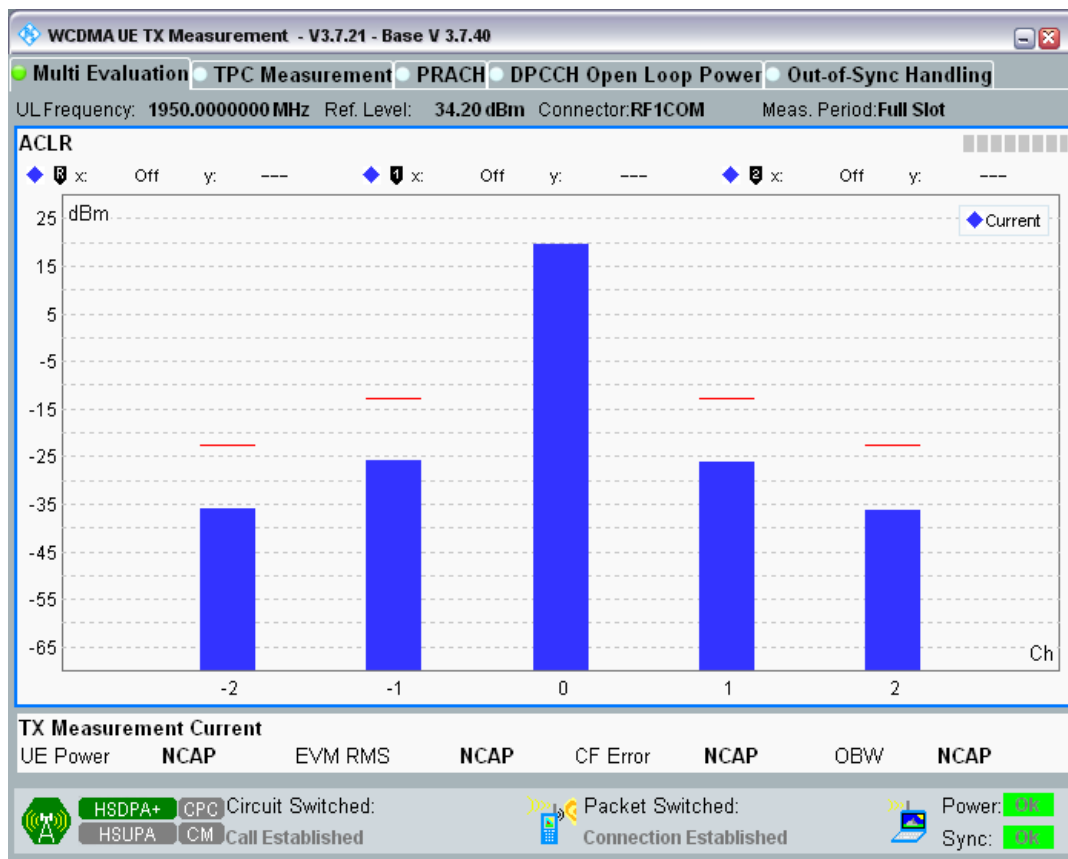 WCDMA UE TX Measurement - V3.7.21 - Base V 3.7.40
Multi Evaluation TPC Measurement PRACH DPCCH Open Loop Power Out-of-Sync Handling
UL Frequency: 1950.0000000 MHz Ref. Level: 34.20 dBm Connector:RF1COM Meas. Period:Full Slot
ACLR
R x: Off y: --- 1 x: Off y: --- 2 x: Off y: ---
dBm
Current
25
15
5
-5
-15
-25
-35
-45
-55
-65
Ch
-2 -1 0 1 2
TX Measurement Current
UE Power NCAP EVM RMS NCAP CF Error NCAP OBW NCAP
HSDPA+ CPC Circuit Switched: Packet Switched: Power: OK
HSUPA CM Call Established Connection Established Sync: OK